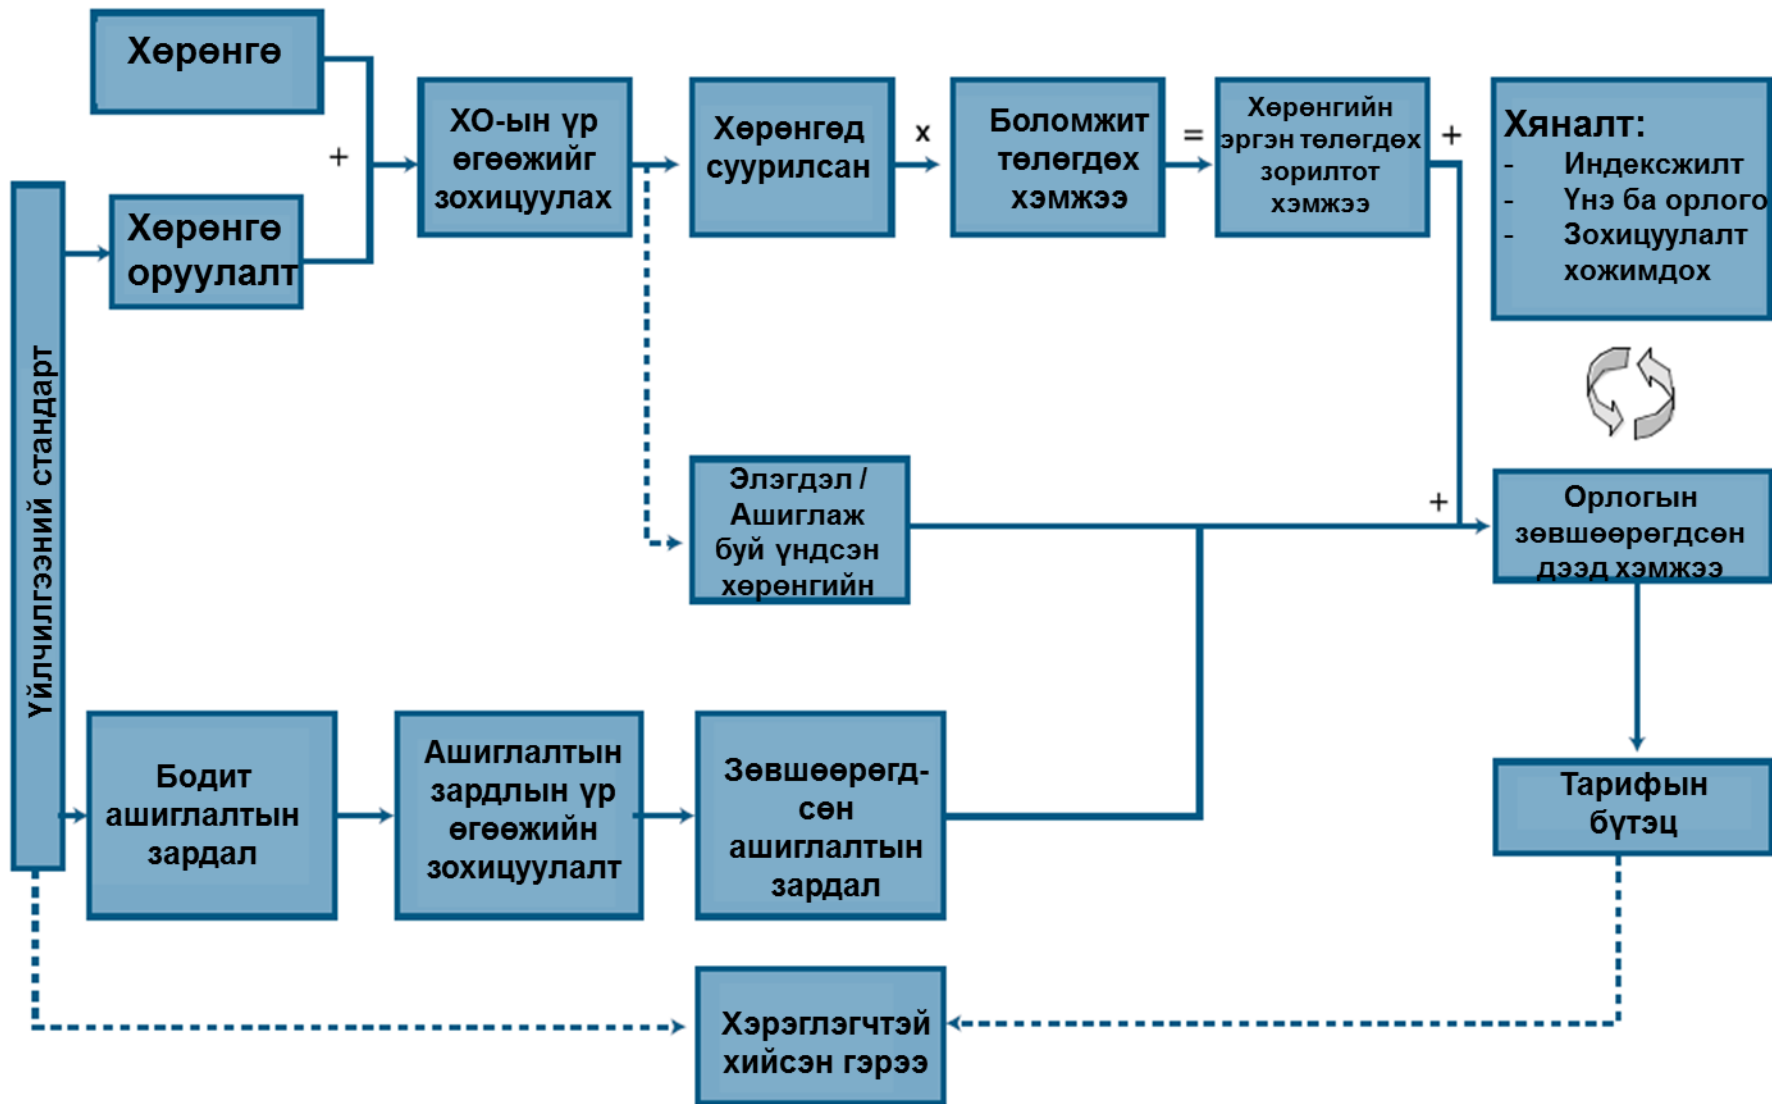 Хөрөнгө
+
Хөрөнгө
оруулалт
ХО-ын үр
өгөөжийг
зохицуулах
Хөрөнгөд
суурилсан
x
Боломжит
төлөгдөх
хэмжээ
=
Хөрөнгийн
эргэн төлөгдөх
зорилтот
хэмжээ
+
Хяналт:
- Индексжилт
- Үнэ ба орлого
- Зохицуулалт
хожимдох
Үйлчилгээний стандарт
Элэгдэл /
Ашиглаж
буй үндсэн
хөрөнгийн
+
Орлогын
зөвшөөрөгдсөн
дээд хэмжээ
Бодит
ашиглалтын
зардал
Ашиглалтын
зардлын үр
өгөөжийн
зохицуулалт
Зөвшөөрөгд-
сөн
ашиглалтын
зардал
Тарифын
бүтэц
Хэрэглэгчтэй
хийсэн гэрээ